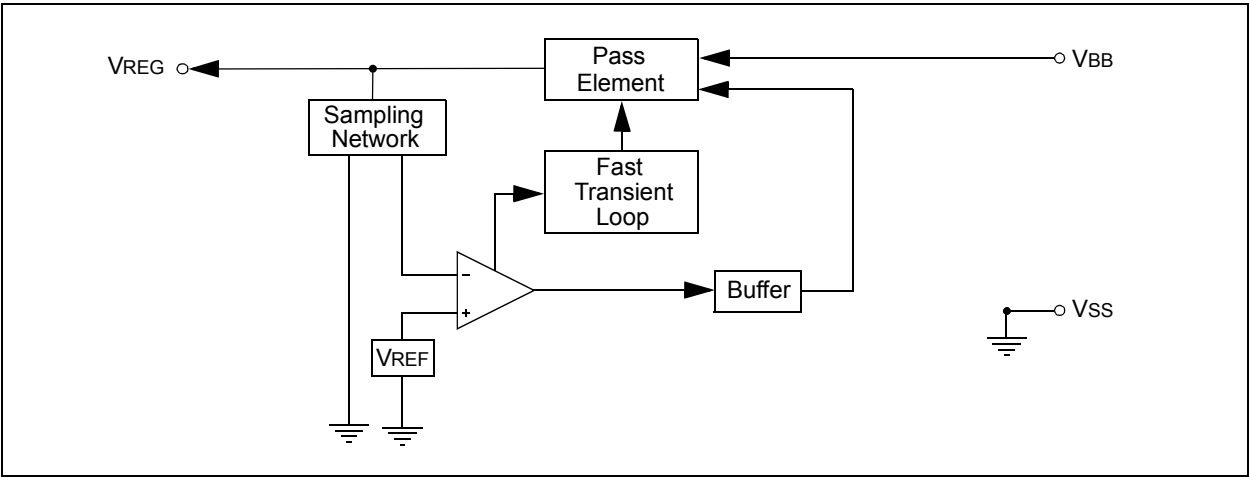 VREG
Pass
Element
VBB
Sampling
Network
Fast
Transient
Loop
−
+
Buffer
VSS
VREF